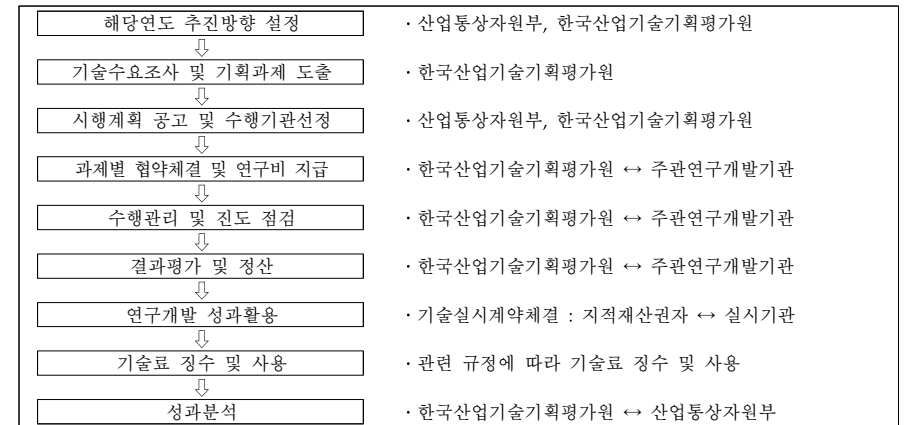 해당연도 추진방향 설정 ·산업통상자원부, 한국산업기술기획평가원
⇩
기술수요조사 및 기획과제 도출 ·한국산업기술기획평가원
⇩
시행계획 공고 및 수행기관선정 ·산업통상자원부, 한국산업기술기획평가원
⇩
과제별 협약체결 및 연구비 지급 ·한국산업기술기획평가원 ↔ 주관연구개발기관
⇩
수행관리 및 진도 점검 ·한국산업기술기획평가원 ↔ 주관연구개발기관
⇩
결과평가 및 정산 ·한국산업기술기획평가원 ↔ 주관연구개발기관
⇩
연구개발 성과활용 ·기술실시계약체결 : 지적재산권자 ↔ 실시기관
⇩
기술료 징수 및 사용 ·관련 규정에 따라 기술료 징수 및 사용
⇩
성과분석 ·한국산업기술기획평가원 ↔ 산업통상자원부